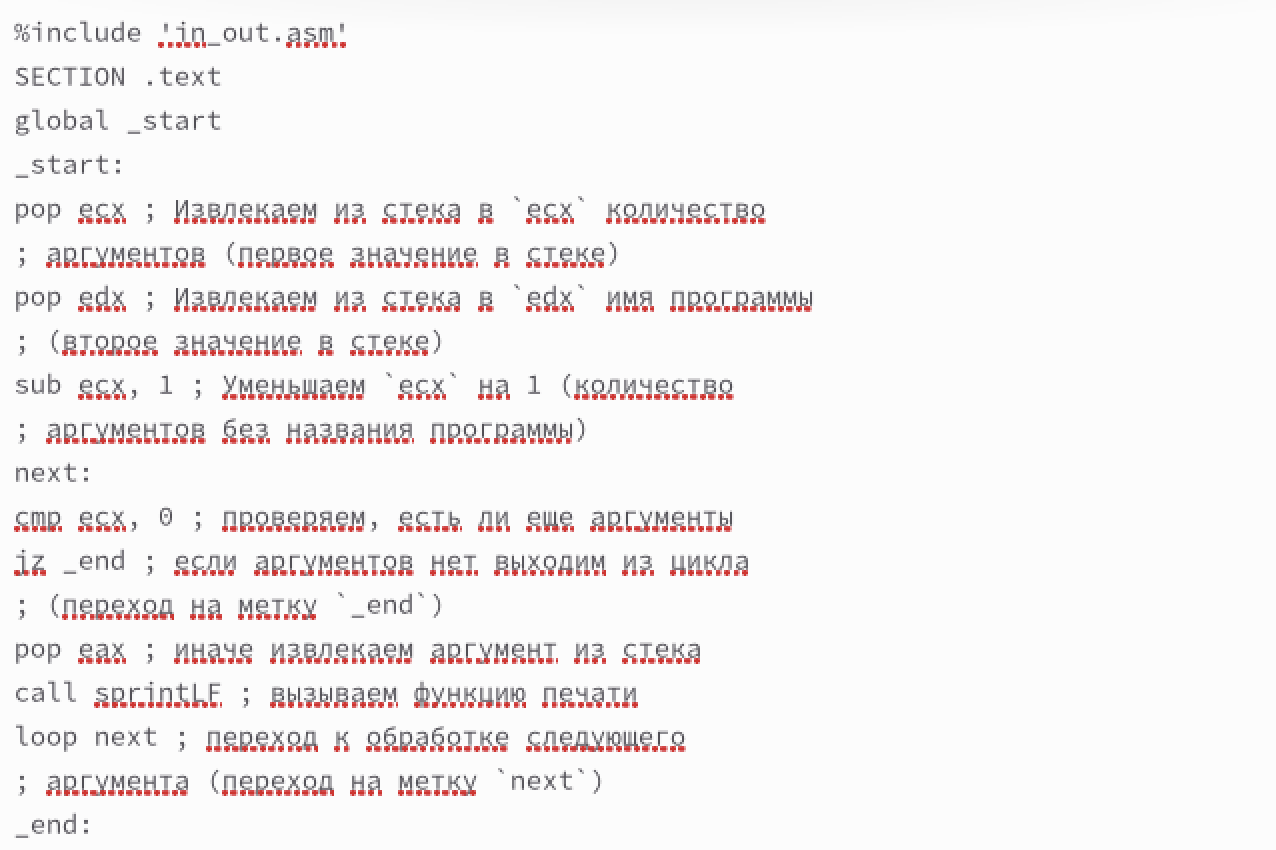 %include 'in_out.asm'
SECTION .text
global _start
_start:
pop ecx ; Извлекаем из стека в `ecx` количество
; аргументов (первое значение в стеке)
pop edx ; Извлекаем из стека в `edx` имя программы
; (второе значение в стеке)
sub ecx, 1 ; Уменьшаем `ecx` на 1 (количество
; аргументов без названия программы)
next:
cmp ecx, 0 ; проверяем, есть ли еще аргументы
jz _end ; если аргументов нет выходим из цикла
; (переход на метку `_end`)
pop eax ; иначе извлекаем аргумент из стека
call sprintLF ; вызываем функцию печати
loop next ; переход к обработке следующего
; аргумента (переход на метку `next`)
_end: